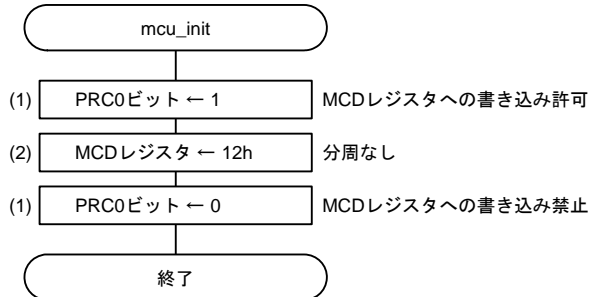 mcu_init
(1) PRC0ビット ← 1 MCDレジスタへの書き込み許可
(2) MCDレジスタ ← 12h 分周なし
(1) PRC0ビット ← 0 MCDレジスタへの書き込み禁止
終了